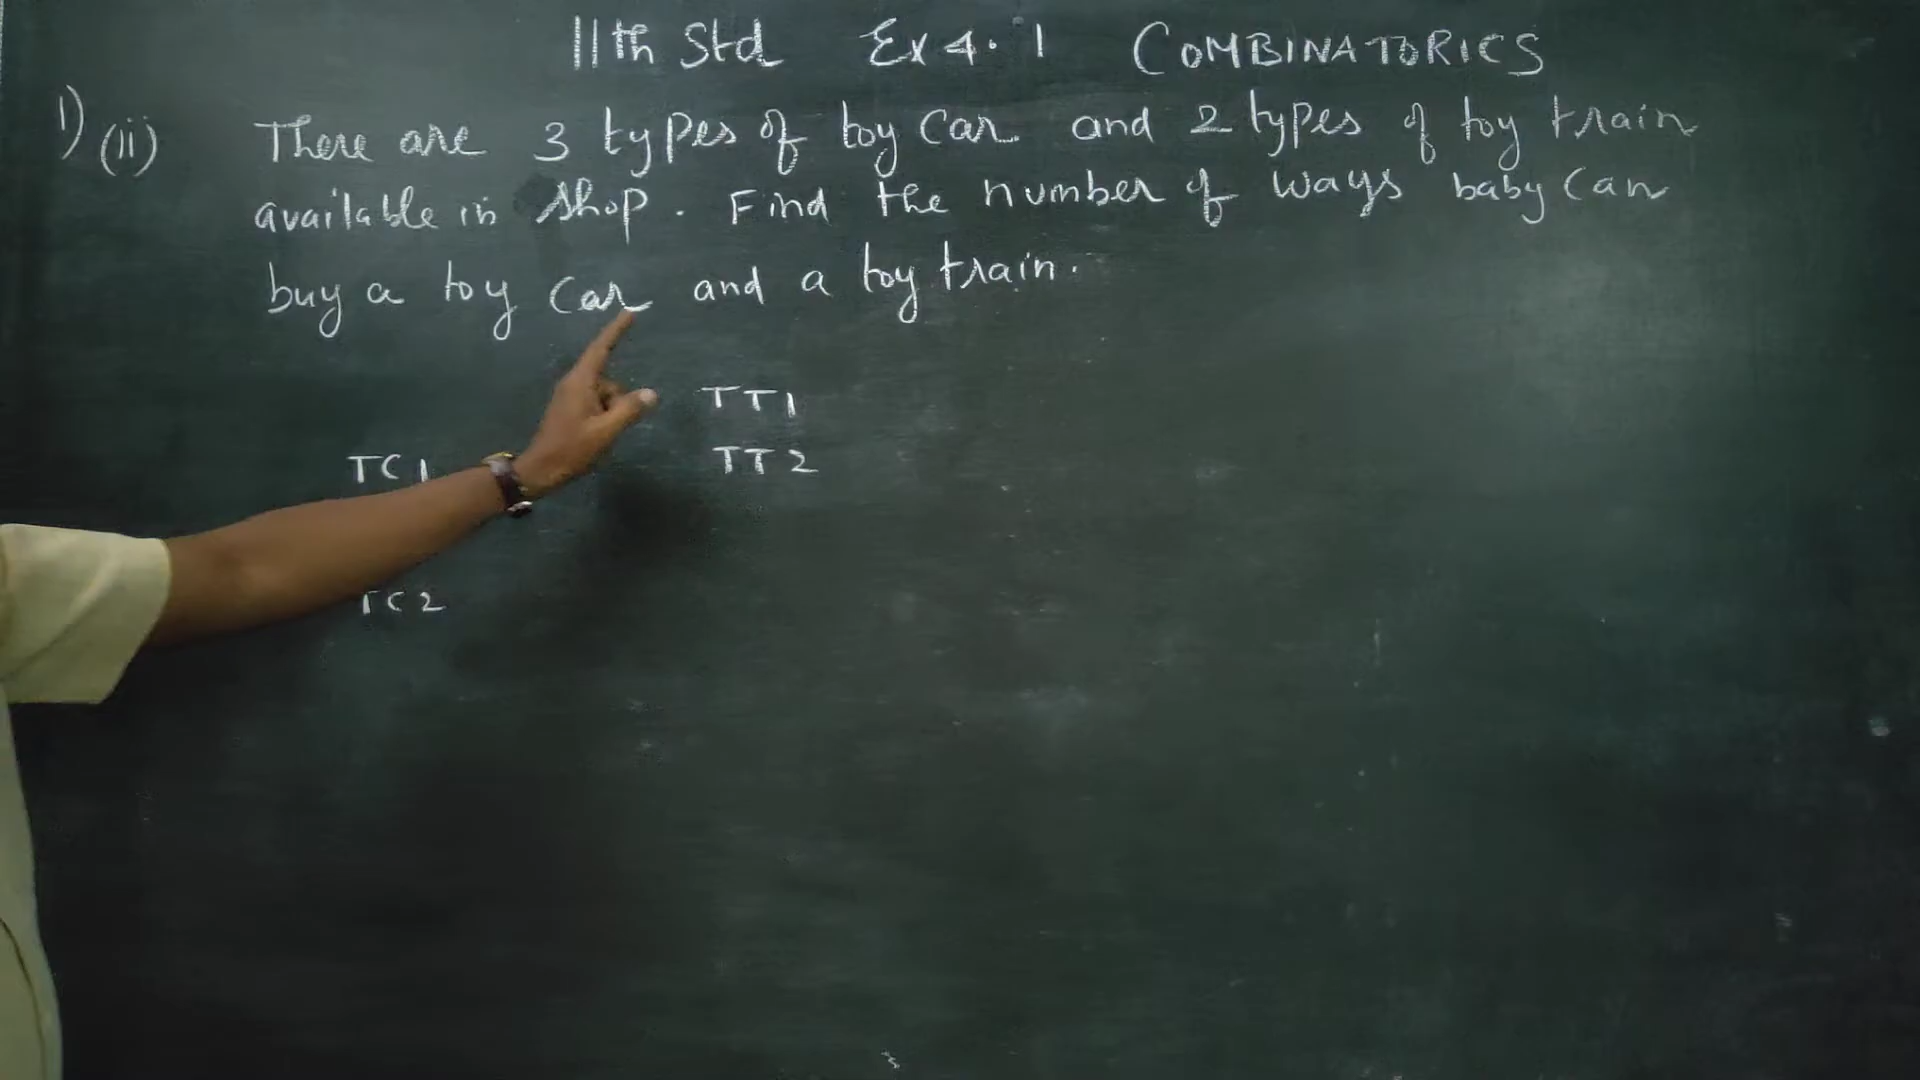 11th Std Ex 4.1 COMBINATORICS
1) (ii) There are 3 types of toy car and 2 types of toy train
available in shop. Find the number of ways baby can
buy a toy car and a toy train.
TT1
TC1 TT2
TC2